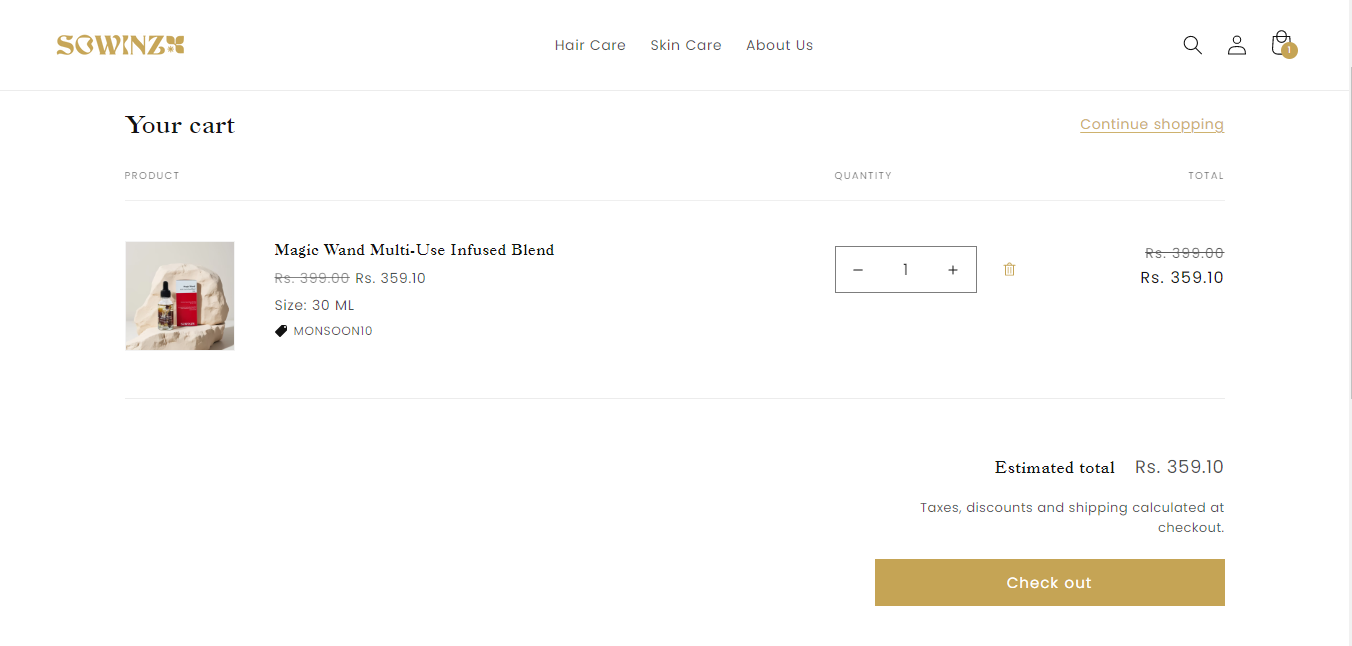 SOWINZ
Hair Care Skin Care About Us
1
Your cart
Continue shopping
PRODUCT QUANTITY TOTAL
Magic Wand Multi-Use Infused Blend
Rs. 399.00 Rs. 359.10
Size: 30 ML
MONSOON10
− 1 +
Rs. 399.00
Rs. 359.10
Estimated total Rs. 359.10
Taxes, discounts and shipping calculated at
checkout.
Check out